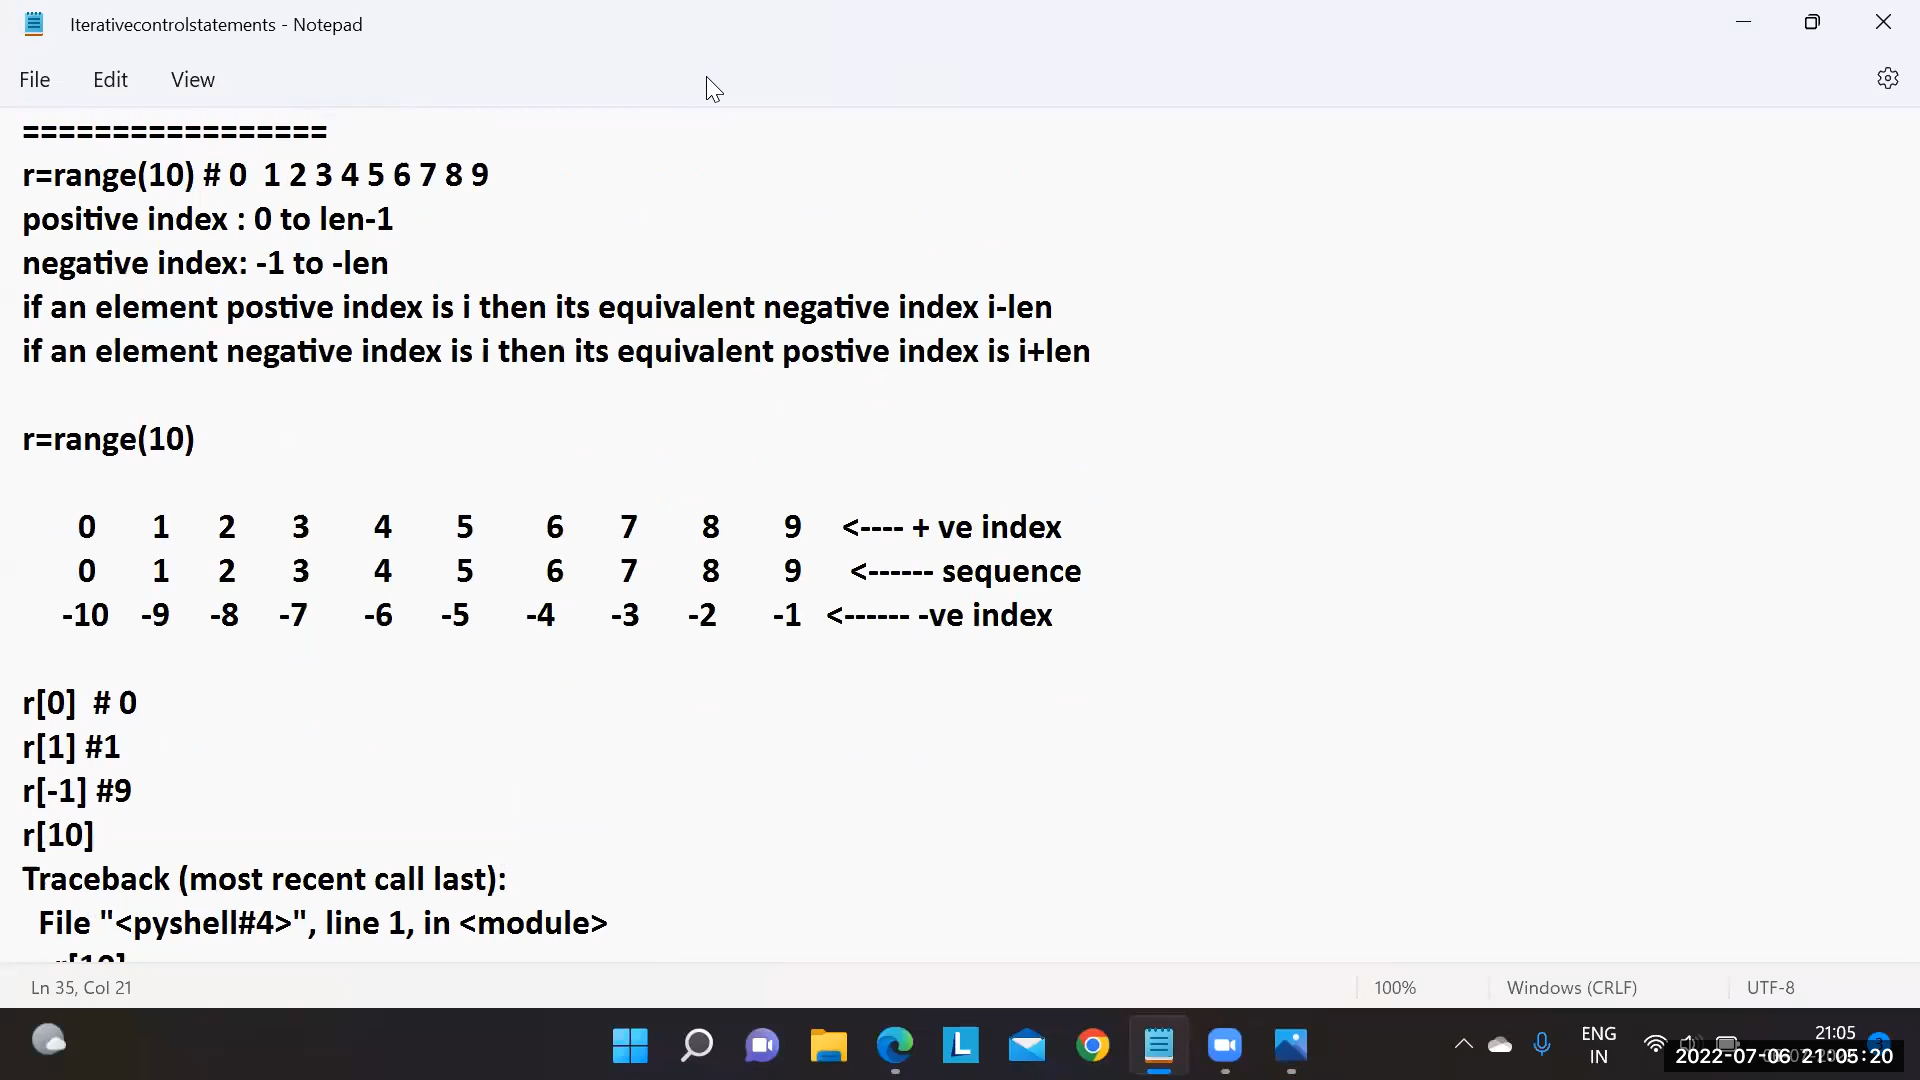 Iterativecontrolstatements - Notepad
File Edit View
=================
r=range(10) # 0 1 2 3 4 5 6 7 8 9
positive index : 0 to len-1
negative index: -1 to -len
if an element postive index is i then its equivalent negative index i-len
if an element negative index is i then its equivalent postive index is i+len
r=range(10)
0 1 2 3 4 5 6 7 8 9 <---- + ve index
0 1 2 3 4 5 6 7 8 9 <------ sequence
-10 -9 -8 -7 -6 -5 -4 -3 -2 -1 <------ -ve index
r[0] # 0
r[1] #1
r[-1] #9
r[10]
Traceback (most recent call last):
File "<pyshell#4>", line 1, in <module>
r[10]
Ln 35, Col 21 100% Windows (CRLF) UTF-8
L
ENG
IN
21:05
2022-07-06 21:05:20